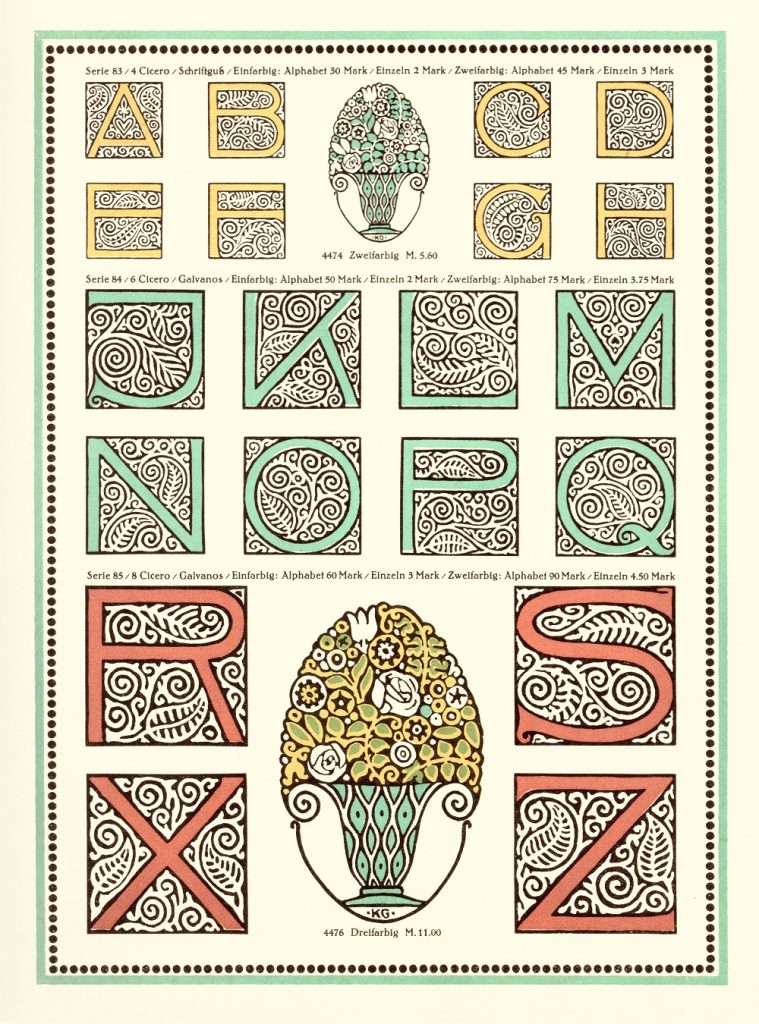 Serie 83 / 4 Cicero / Schriftguß / Einfarbig: Alphabet 30 Mark / Einzeln 2 Mark / Zweifarbig: Alphabet 45 Mark / Einzeln 3 Mark
A B C D
E F G H
·KG·
4474 Zweifarbig M. 5.60
Serie 84 / 6 Cicero / Galvanos / Einfarbig: Alphabet 50 Mark / Einzeln 2 Mark / Zweifarbig: Alphabet 75 Mark / Einzeln 3.75 Mark
J K L M
N O P Q
Serie 85 / 8 Cicero / Galvanos / Einfarbig: Alphabet 60 Mark / Einzeln 3 Mark / Zweifarbig: Alphabet 90 Mark / Einzeln 4.50 Mark
R S
X Z
·KG·
4476 Dreifarbig M. 11.00